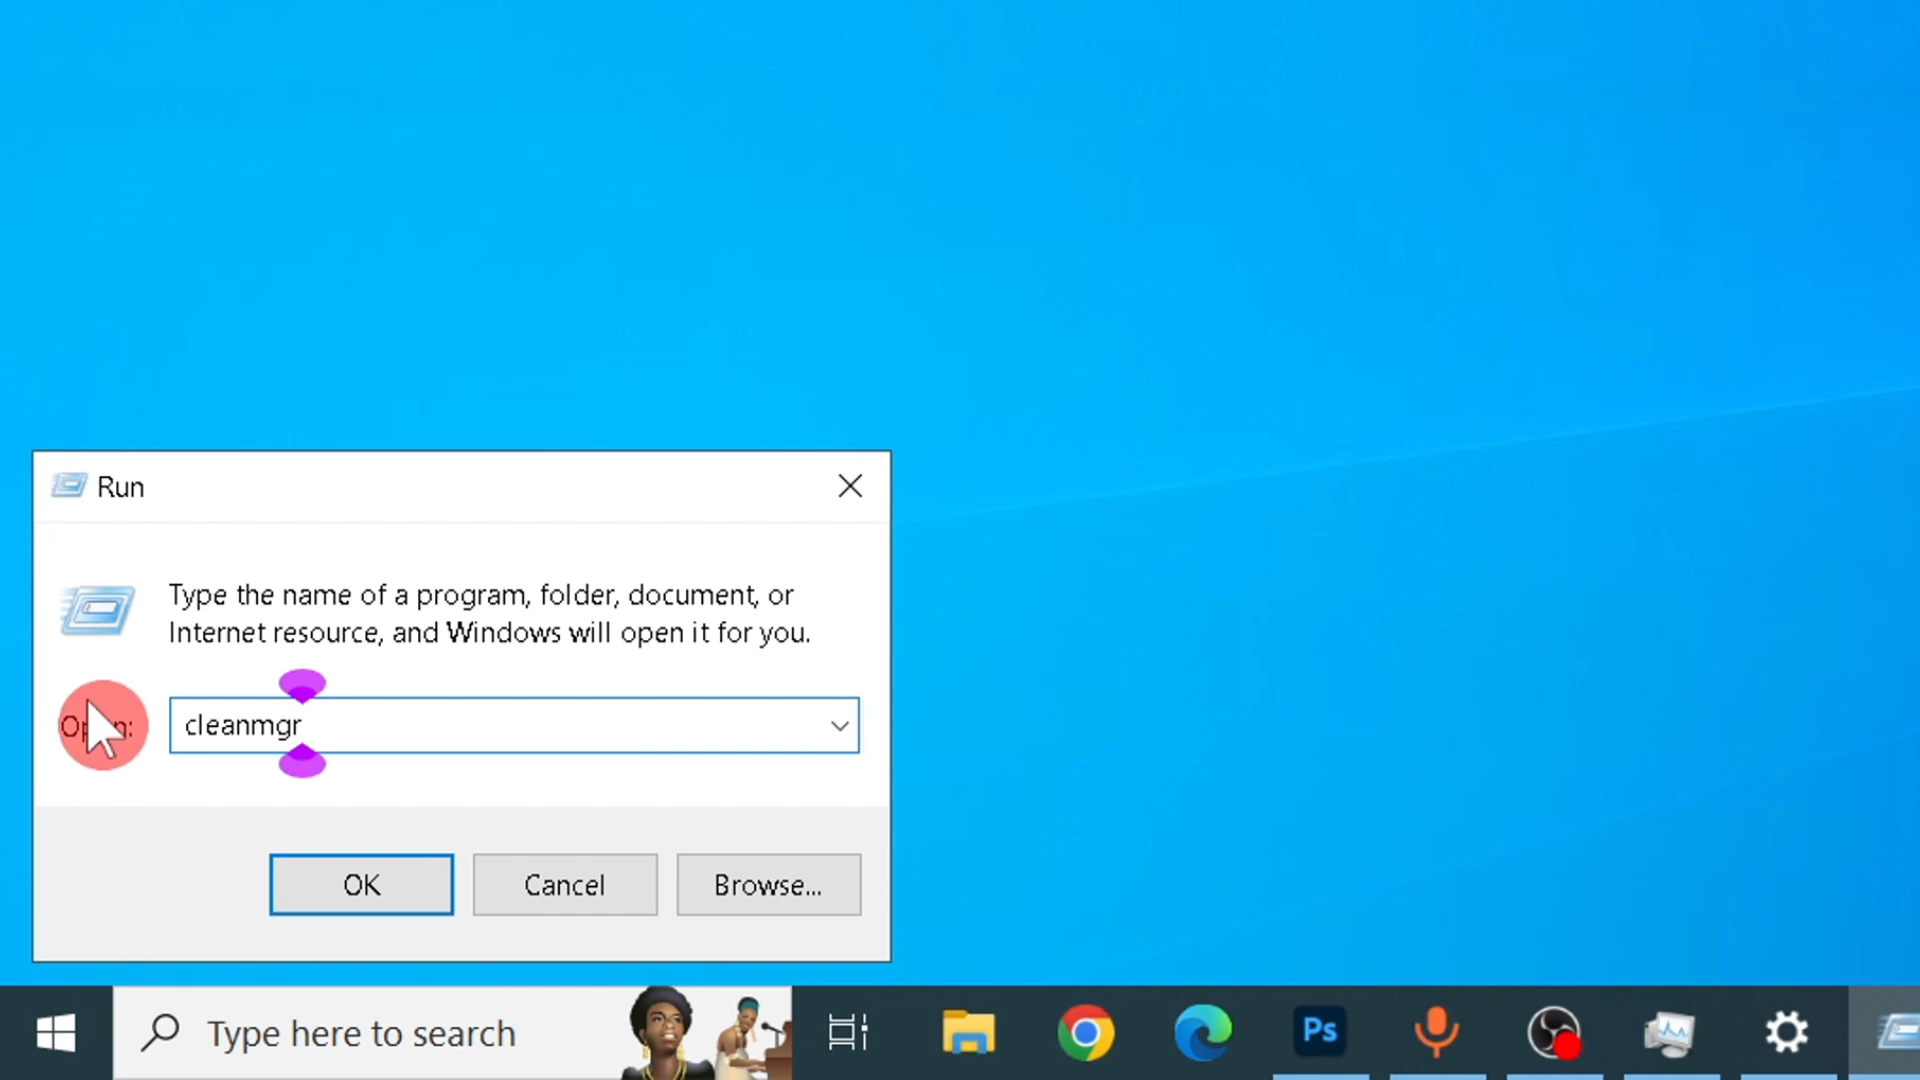 Run
Type the name of a program, folder, document, or
Internet resource, and Windows will open it for you.
Open:
cleanmgr
OK
Cancel
Browse...
Type here to search
Ps